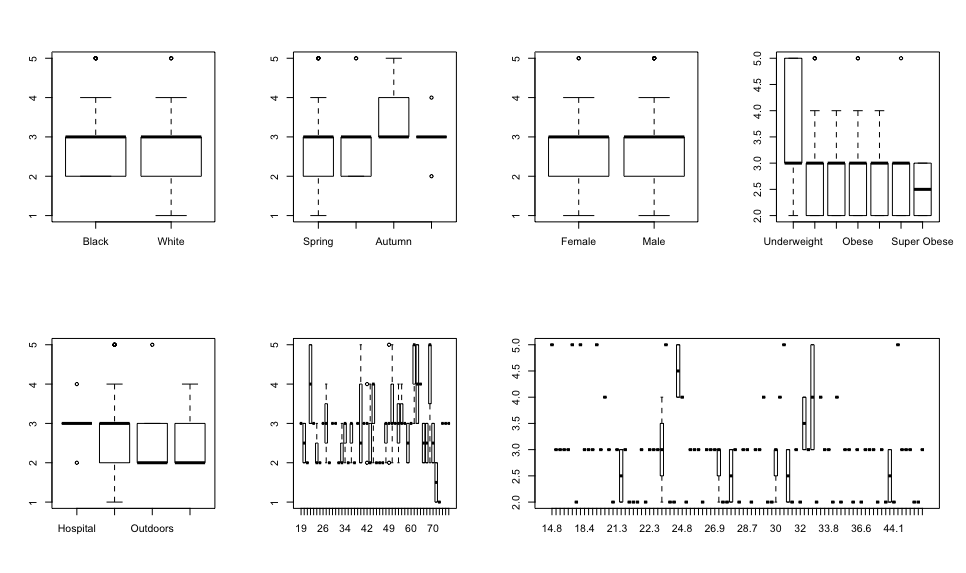 1 2 3 4 5
Black White
1 2 3 4 5
Spring Autumn
1 2 3 4 5
Female Male
2.0 2.5 3.0 3.5 4.0 4.5 5.0
Underweight Obese Super Obese
1 2 3 4 5
Hospital Outdoors
1 2 3 4 5
19 26 34 42 49 60 70
2.0 2.5 3.0 3.5 4.0 4.5 5.0
14.8 18.4 21.3 22.3 24.8 26.9 28.7 30 32 33.8 36.6 44.1